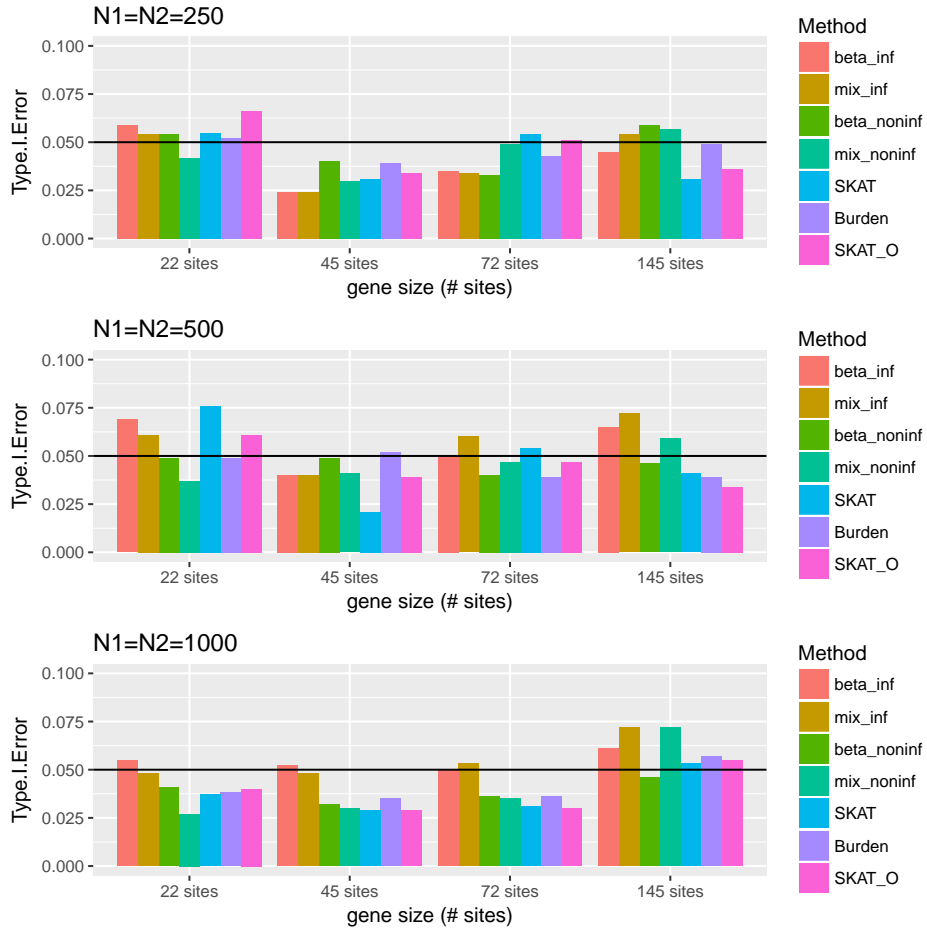 N1=N2=250
Type.I.Error
0.100
0.075
0.050
0.025
0.000
22 sites 45 sites 72 sites 145 sites
gene size (# sites)
Method
beta_inf
mix_inf
beta_noninf
mix_noninf
SKAT
Burden
SKAT_O
N1=N2=500
Type.I.Error
0.100
0.075
0.050
0.025
0.000
22 sites 45 sites 72 sites 145 sites
gene size (# sites)
Method
beta_inf
mix_inf
beta_noninf
mix_noninf
SKAT
Burden
SKAT_O
N1=N2=1000
Type.I.Error
0.100
0.075
0.050
0.025
0.000
22 sites 45 sites 72 sites 145 sites
gene size (# sites)
Method
beta_inf
mix_inf
beta_noninf
mix_noninf
SKAT
Burden
SKAT_O